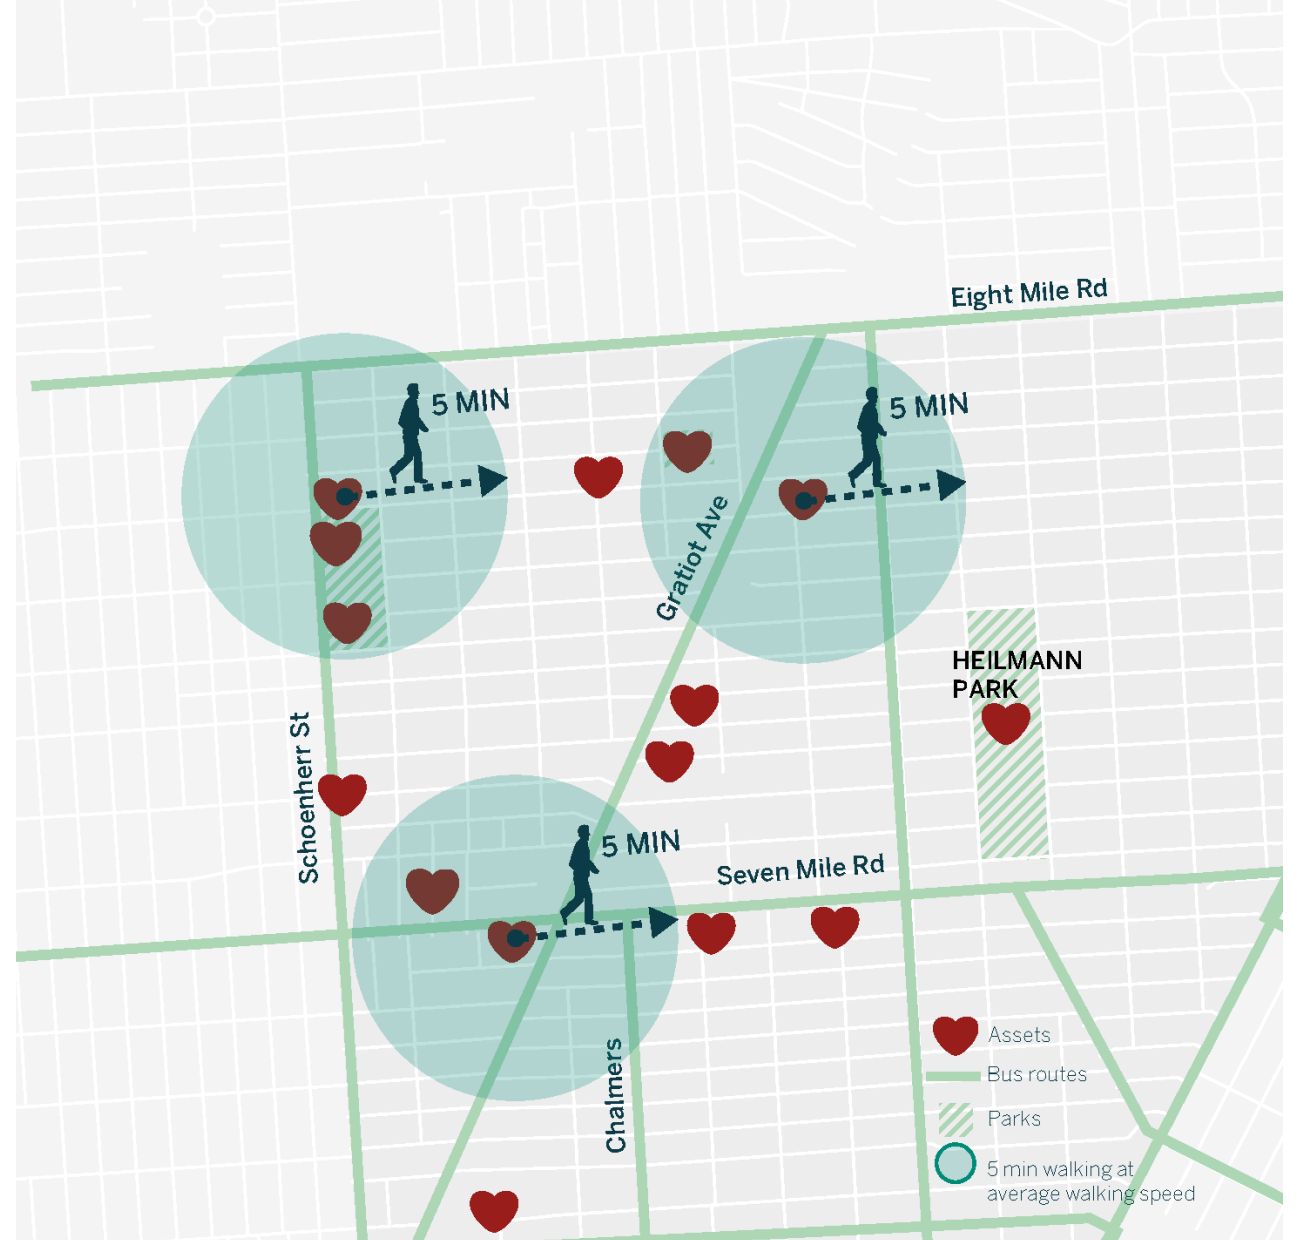 Eight Mile Rd
5 MIN
5 MIN
Gratiot Ave
HEILMANN
PARK
Schoenherr St
5 MIN
Seven Mile Rd
Chalmers
Assets
Bus routes
Parks
5 min walking at
average walking speed